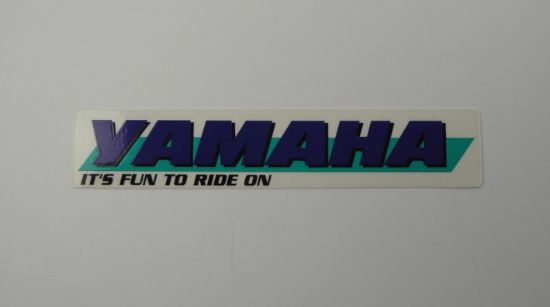 YAMAHA
IT'S FUN TO RIDE ON